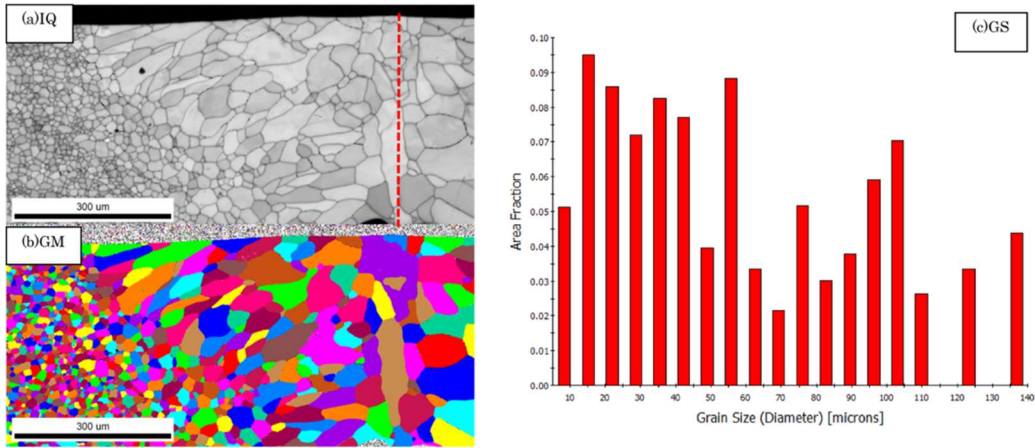 (a)IQ
300 um
(b)GM
300 um
(c)GS
0.10
0.09
0.08
0.07
0.06
0.05
0.04
0.03
0.02
0.01
0.00
Area Fraction
10 20 30 40 50 60 70 80 90 100 110 120 130 140
Grain Size (Diameter) [microns]